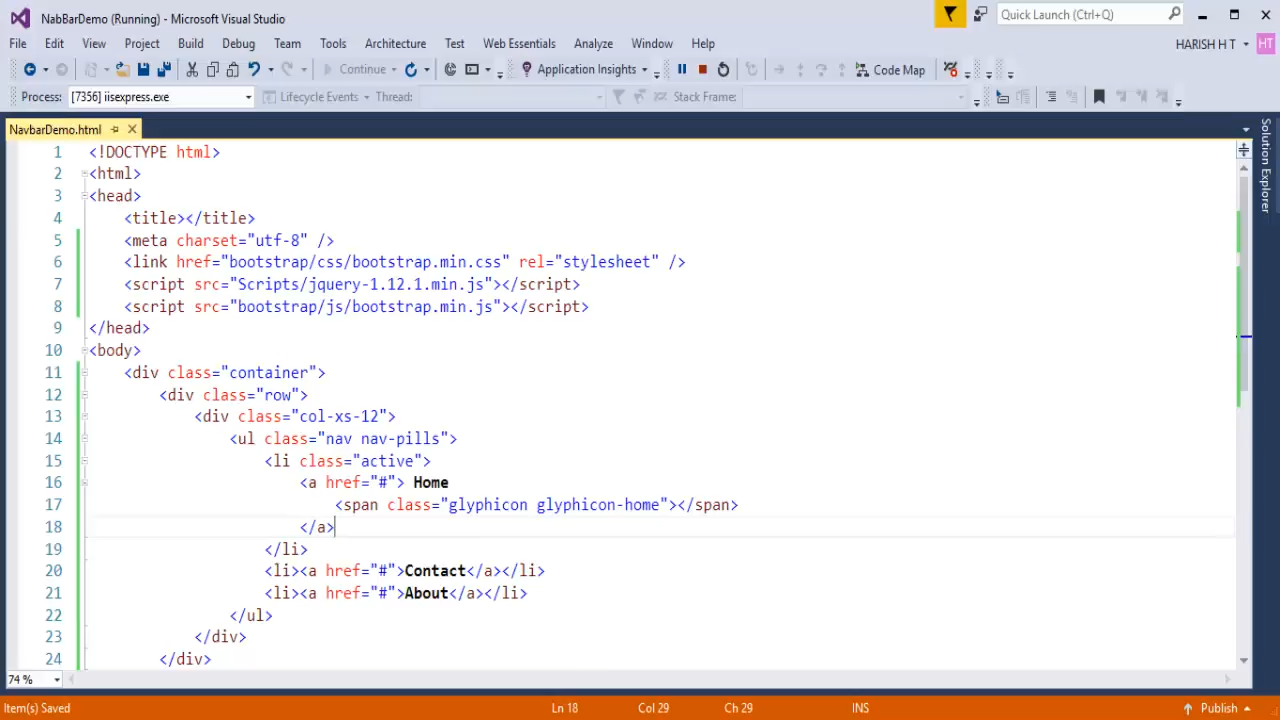 NabBarDemo (Running) - Microsoft Visual Studio
Quick Launch (Ctrl+Q)
File Edit View Project Build Debug Team Tools Architecture Test Web Essentials Analyze Window Help
HARISH H T HT
Continue Application Insights Code Map
Process: [7356] iisexpress.exe Lifecycle Events Thread: Stack Frame:
NavbarDemo.html
Solution Explorer
1 <!DOCTYPE html>
2 <html>
3 <head>
4 <title></title>
5 <meta charset="utf-8" />
6 <link href="bootstrap/css/bootstrap.min.css" rel="stylesheet" />
7 <script src="Scripts/jquery-1.12.1.min.js"></script>
8 <script src="bootstrap/js/bootstrap.min.js"></script>
9 </head>
10 <body>
11 <div class="container">
12 <div class="row">
13 <div class="col-xs-12">
14 <ul class="nav nav-pills">
15 <li class="active">
16 <a href="#"> Home
17 <span class="glyphicon glyphicon-home"></span>
18 </a>
19 </li>
20 <li><a href="#">Contact</a></li>
21 <li><a href="#">About</a></li>
22 </ul>
23 </div>
24 </div>
74 %
Item(s) Saved Ln 18 Col 29 Ch 29 INS Publish